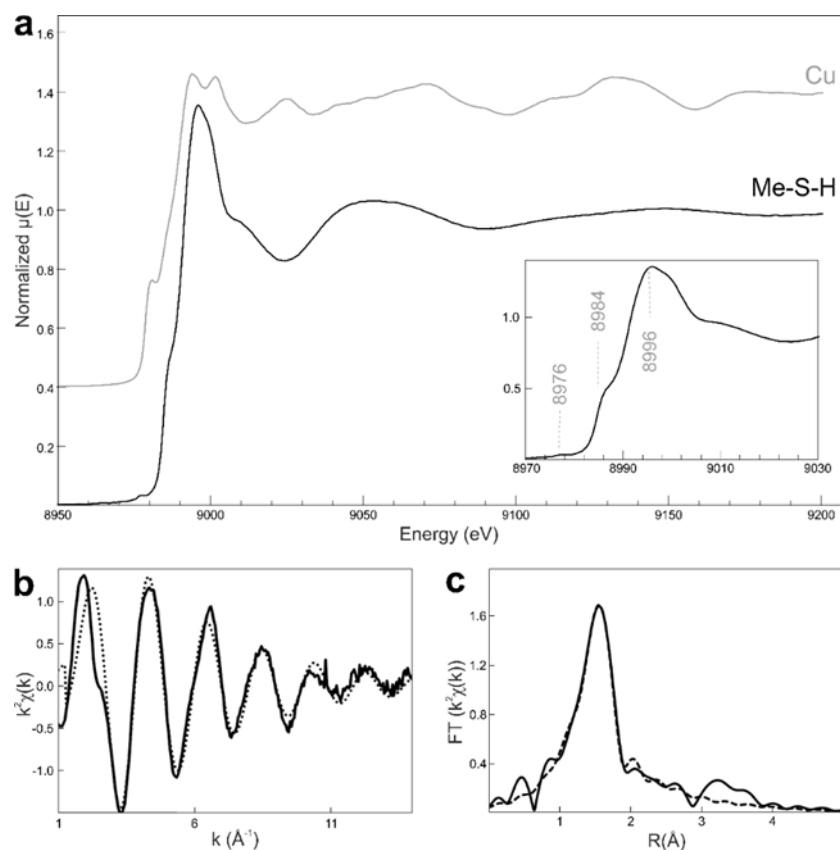 a
1.6
1.4
1.2
1.0
0.8
0.6
0.4
0.2
Normalized μ(E)
Cu
Me-S-H
1.0
0.5
8976
8984
8996
8970 8990 9010 9030
8950 9000 9050 9100 9150 9200
Energy (eV)
b
1.0
0.5
0.0
-0.5
-1.0
k²χ(k)
1 6 11
k (Å⁻¹)
c
1.6
1.2
0.8
0.4
FT (k²χ(k))
1 2 3 4
R(Å)